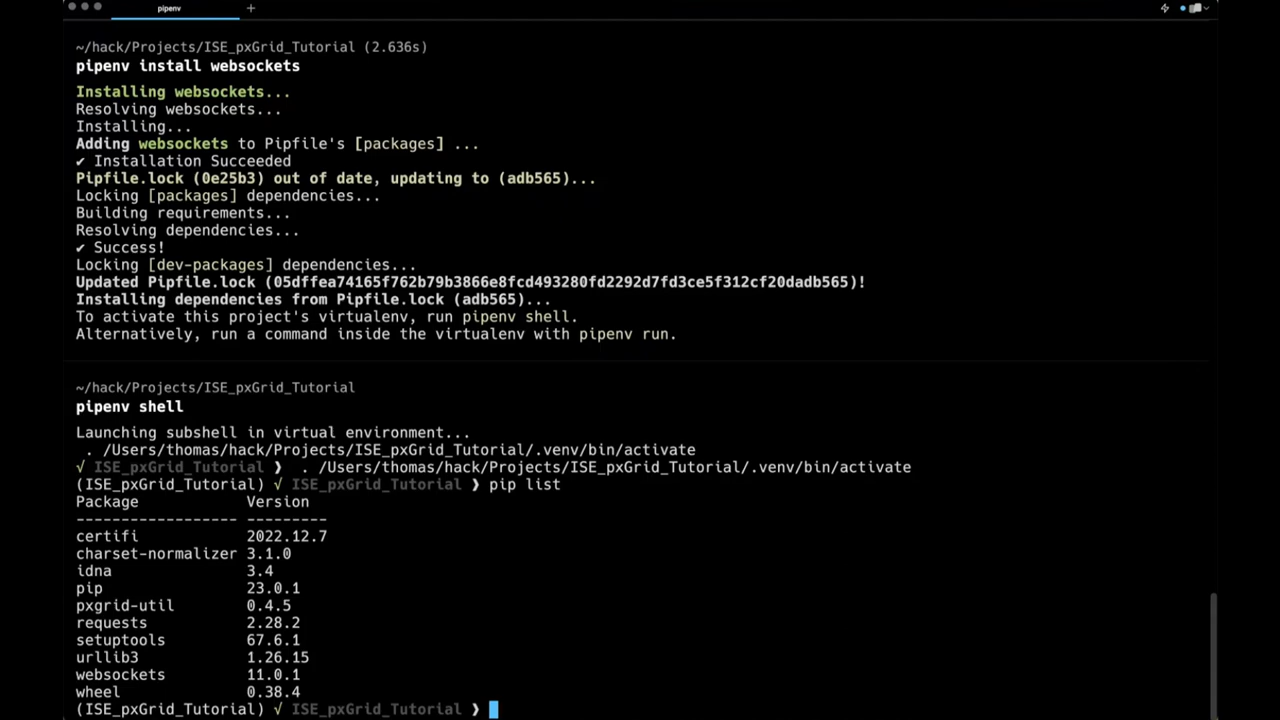 pipenv
~/hack/Projects/ISE_pxGrid_Tutorial (2.636s)
pipenv install websockets
Installing websockets...
Resolving websockets...
Installing...
Adding websockets to Pipfile's [packages] ...
✔ Installation Succeeded
Pipfile.lock (0e25b3) out of date, updating to (adb565)...
Locking [packages] dependencies...
Building requirements...
Resolving dependencies...
✔ Success!
Locking [dev-packages] dependencies...
Updated Pipfile.lock (05dffea74165f762b79b3866e8fcd493280fd2292d7fd3ce5f312cf20dadb565)!
Installing dependencies from Pipfile.lock (adb565)...
To activate this project's virtualenv, run pipenv shell.
Alternatively, run a command inside the virtualenv with pipenv run.
~/hack/Projects/ISE_pxGrid_Tutorial
pipenv shell
Launching subshell in virtual environment...
. /Users/thomas/hack/Projects/ISE_pxGrid_Tutorial/.venv/bin/activate
√ ISE_pxGrid_Tutorial ❯ . /Users/thomas/hack/Projects/ISE_pxGrid_Tutorial/.venv/bin/activate
(ISE_pxGrid_Tutorial) √ ISE_pxGrid_Tutorial ❯ pip list
Package Version
------------------ ---------
certifi 2022.12.7
charset-normalizer 3.1.0
idna 3.4
pip 23.0.1
pxgrid-util 0.4.5
requests 2.28.2
setuptools 67.6.1
urllib3 1.26.15
websockets 11.0.1
wheel 0.38.4
(ISE_pxGrid_Tutorial) √ ISE_pxGrid_Tutorial ❯